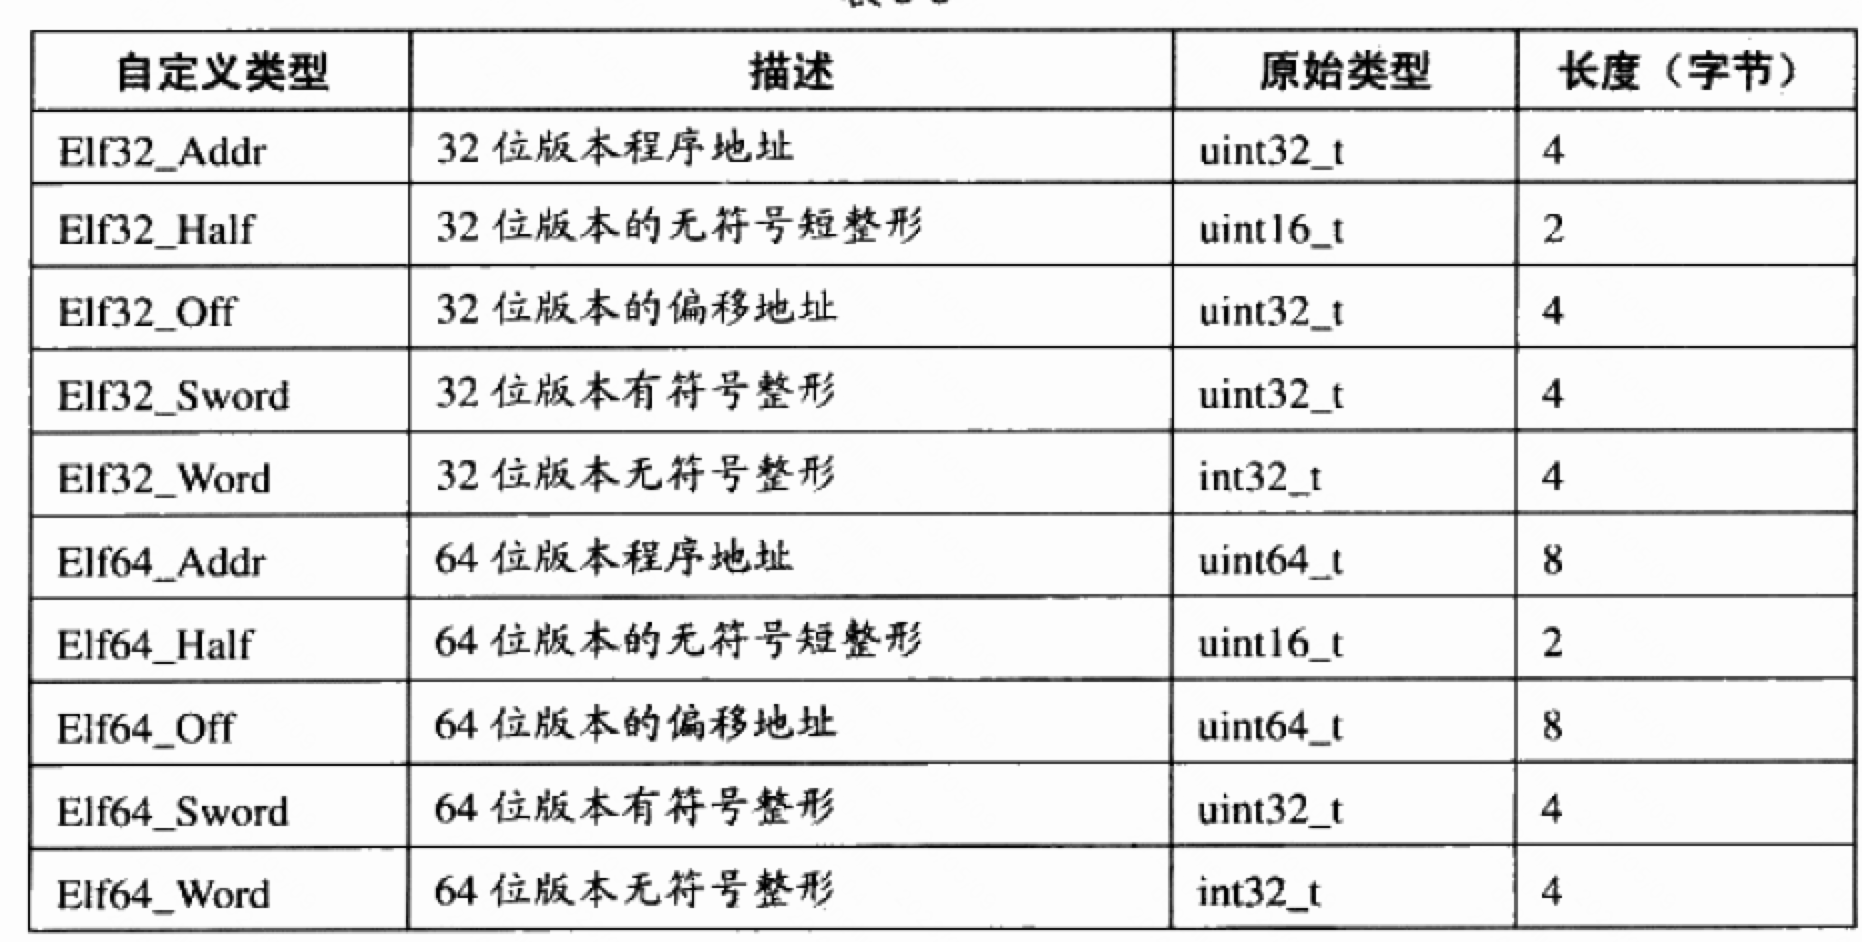 自定义类型 描述 原始类型 长度（字节）
Elf32_Addr 32 位版本程序地址 uint32_t 4
Elf32_Half 32 位版本的无符号短整形 uint16_t 2
Elf32_Off 32 位版本的偏移地址 uint32_t 4
Elf32_Sword 32 位版本有符号整形 uint32_t 4
Elf32_Word 32 位版本无符号整形 int32_t 4
Elf64_Addr 64 位版本程序地址 uint64_t 8
Elf64_Half 64 位版本的无符号短整形 uint16_t 2
Elf64_Off 64 位版本的偏移地址 uint64_t 8
Elf64_Sword 64 位版本有符号整形 uint32_t 4
Elf64_Word 64 位版本无符号整形 int32_t 4